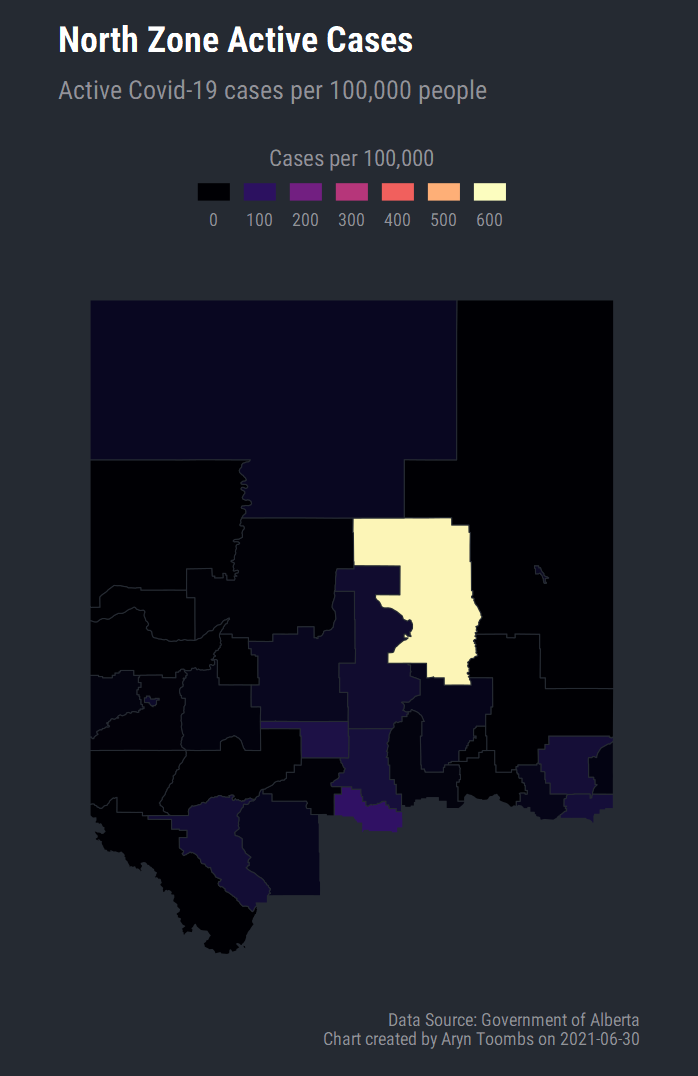 North Zone Active Cases
Active Covid-19 cases per 100,000 people
Cases per 100,000
0 100 200 300 400 500 600
Data Source: Government of Alberta
Chart created by Aryn Toombs on 2021-06-30